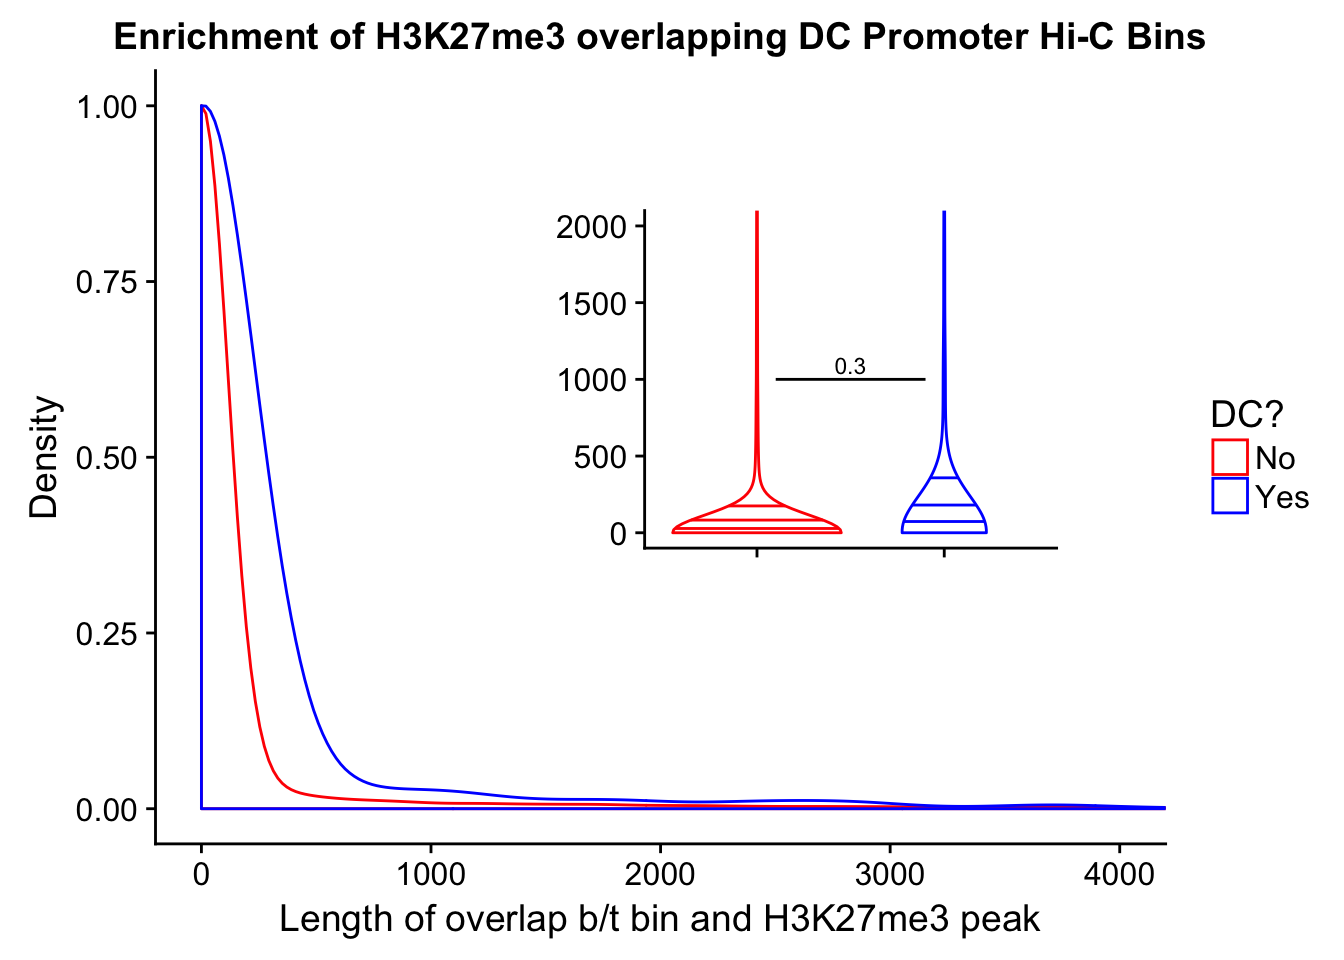 Enrichment of H3K27me3 overlapping DC Promoter Hi-C Bins
1.00
0.75
0.50
0.25
0.00
Density
0
1000
2000
3000
4000
Length of overlap b/t bin and H3K27me3 peak
2000
1500
1000
500
0
0.3
DC?
No
Yes